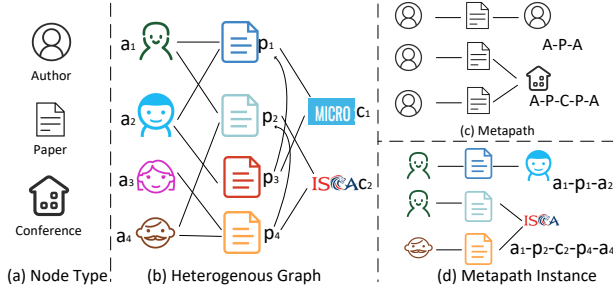 Author
Paper
Conference
(a) Node Type
a1
a2
a3
a4
p1
p2
p3
p4
MICRO c1
ISCA c2
(b) Heterogenous Graph
A-P-A
A-P-C-P-A
(c) Metapath
a1-p1-a2
ISCA
a1-p2-c2-p4-a4
(d) Metapath Instance